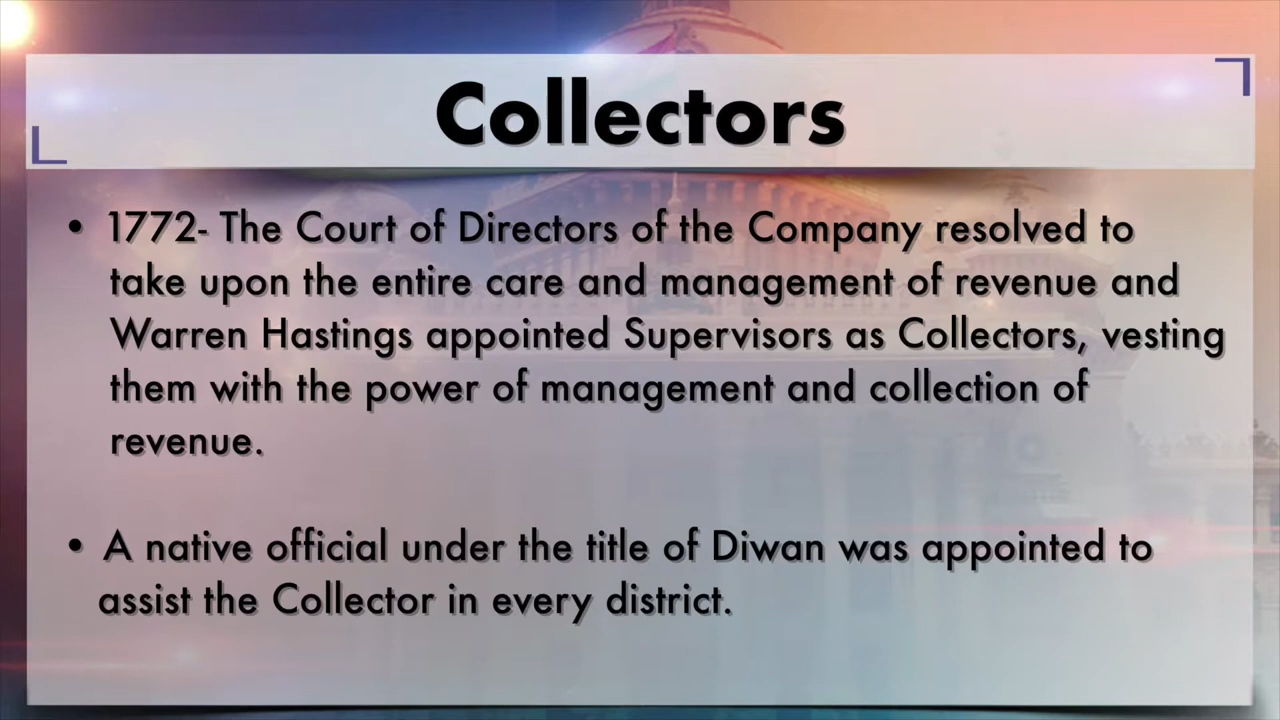 Collectors
• 1772- The Court of Directors of the Company resolved to
take upon the entire care and management of revenue and
Warren Hastings appointed Supervisors as Collectors, vesting
them with the power of management and collection of
revenue.
• A native official under the title of Diwan was appointed to
assist the Collector in every district.